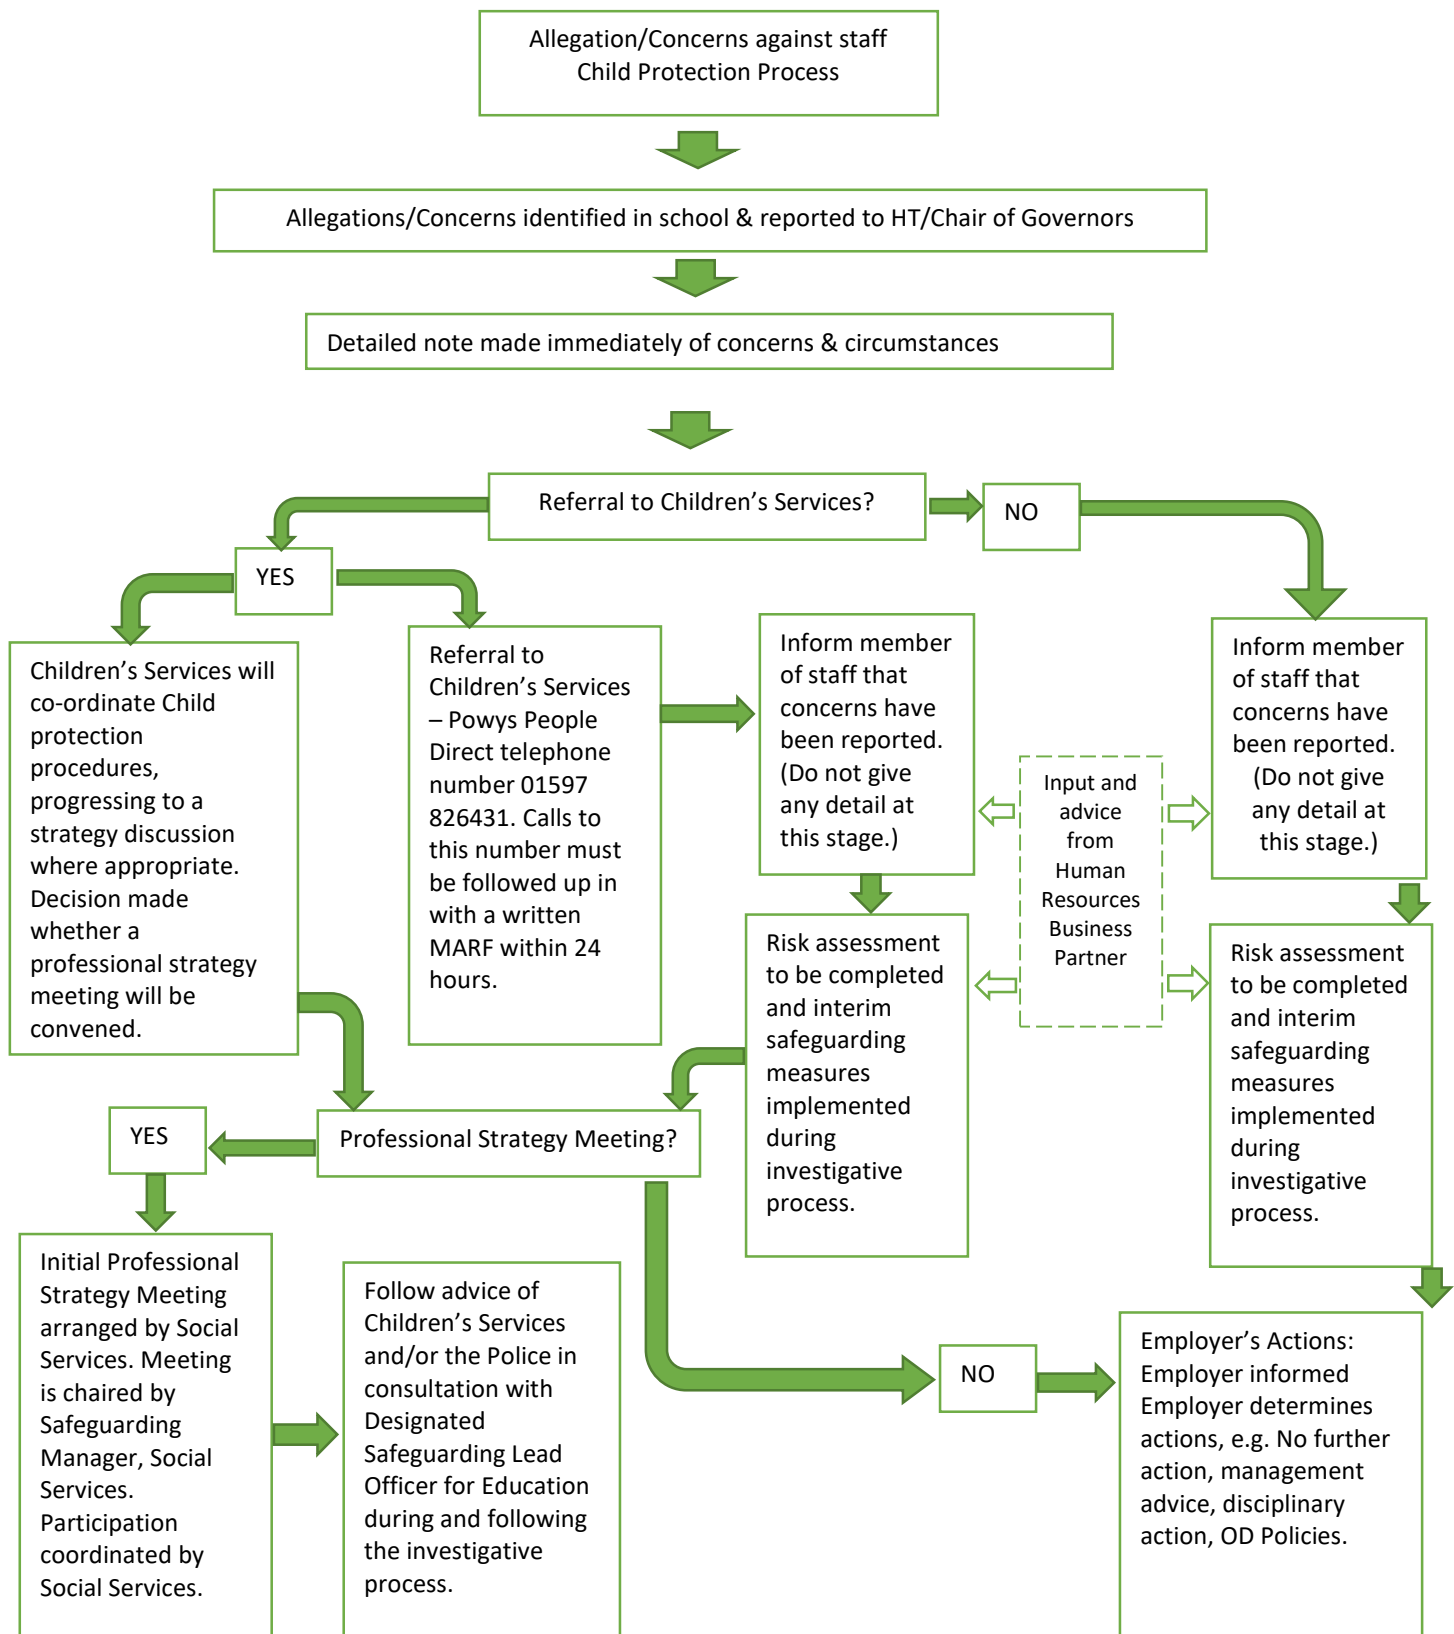 Allegation/Concerns against staff
Child Protection Process
Allegations/Concerns identified in school & reported to HT/Chair of Governors
Detailed note made immediately of concerns & circumstances
Referral to Children’s Services?
NO
YES
Children’s Services will
co-ordinate Child
protection
procedures,
progressing to a
strategy discussion
where appropriate.
Decision made
whether a
professional strategy
meeting will be
convened.
Referral to
Children’s Services
– Powys People
Direct telephone
number 01597
826431. Calls to
this number must
be followed up in
with a written
MARF within 24
hours.
Inform member
of staff that
concerns have
been reported.
(Do not give
any detail at
this stage.)
Input and
advice
from
Human
Resources
Business
Partner
Inform member
of staff that
concerns have
been reported.
(Do not give
any detail at
this stage.)
Risk assessment
to be completed
and interim
safeguarding
measures
implemented
during
investigative
process.
Risk assessment
to be completed
and interim
safeguarding
measures
implemented
during
investigative
process.
YES
Professional Strategy Meeting?
Initial Professional
Strategy Meeting
arranged by Social
Services. Meeting
is chaired by
Safeguarding
Manager, Social
Services.
Participation
coordinated by
Social Services.
Follow advice of
Children’s Services
and/or the Police in
consultation with
Designated
Safeguarding Lead
Officer for Education
during and following
the investigative
process.
NO
Employer’s Actions:
Employer informed
Employer determines
actions, e.g. No further
action, management
advice, disciplinary
action, OD Policies.